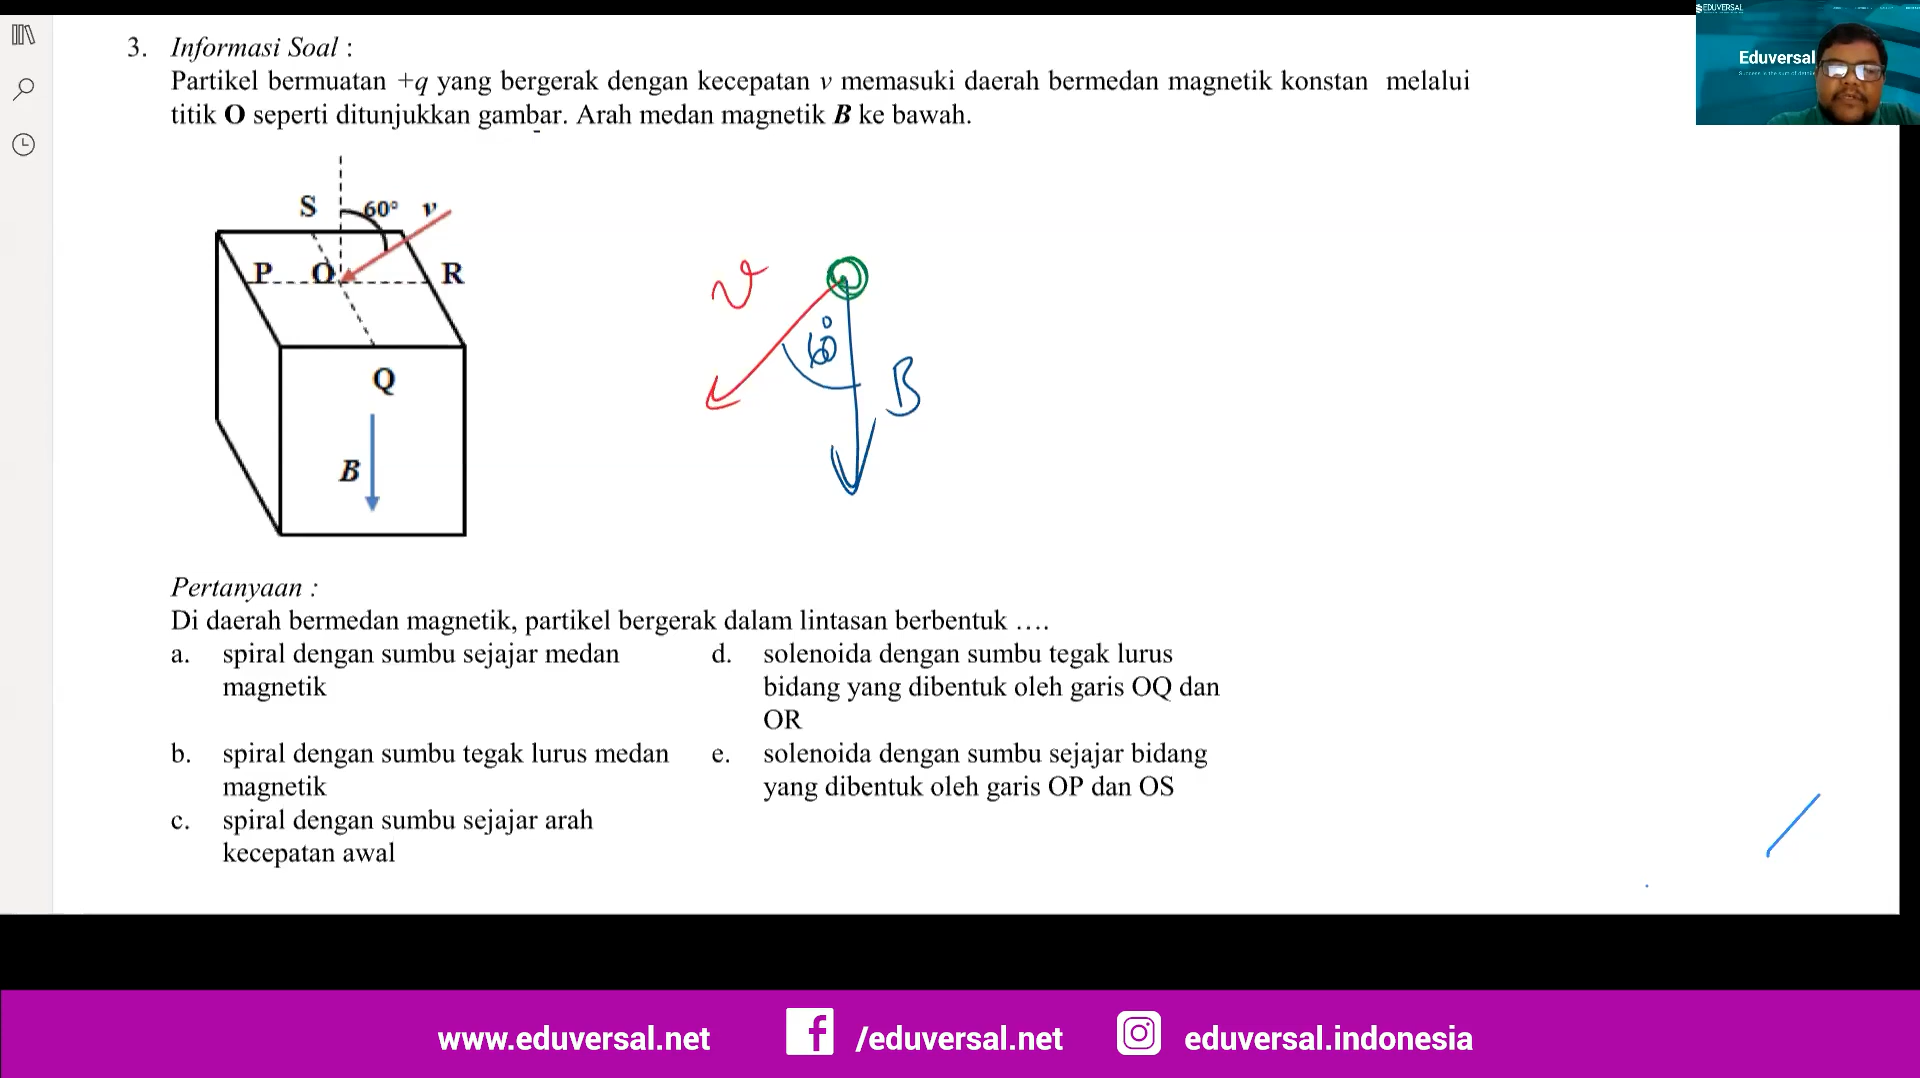 EDUVERSAL
Eduversal
3. Informasi Soal :
Partikel bermuatan +q yang bergerak dengan kecepatan v memasuki daerah bermedan magnetik konstan melalui
titik O seperti ditunjukkan gambar. Arah medan magnetik B ke bawah.
S 60° v
P O R
Q
B
v
60°
B
Pertanyaan :
Di daerah bermedan magnetik, partikel bergerak dalam lintasan berbentuk ….
a. spiral dengan sumbu sejajar medan
magnetik
b. spiral dengan sumbu tegak lurus medan
magnetik
c. spiral dengan sumbu sejajar arah
kecepatan awal
d. solenoida dengan sumbu tegak lurus
bidang yang dibentuk oleh garis OQ dan
OR
e. solenoida dengan sumbu sejajar bidang
yang dibentuk oleh garis OP dan OS
www.eduversal.net
/eduversal.net
eduversal.indonesia